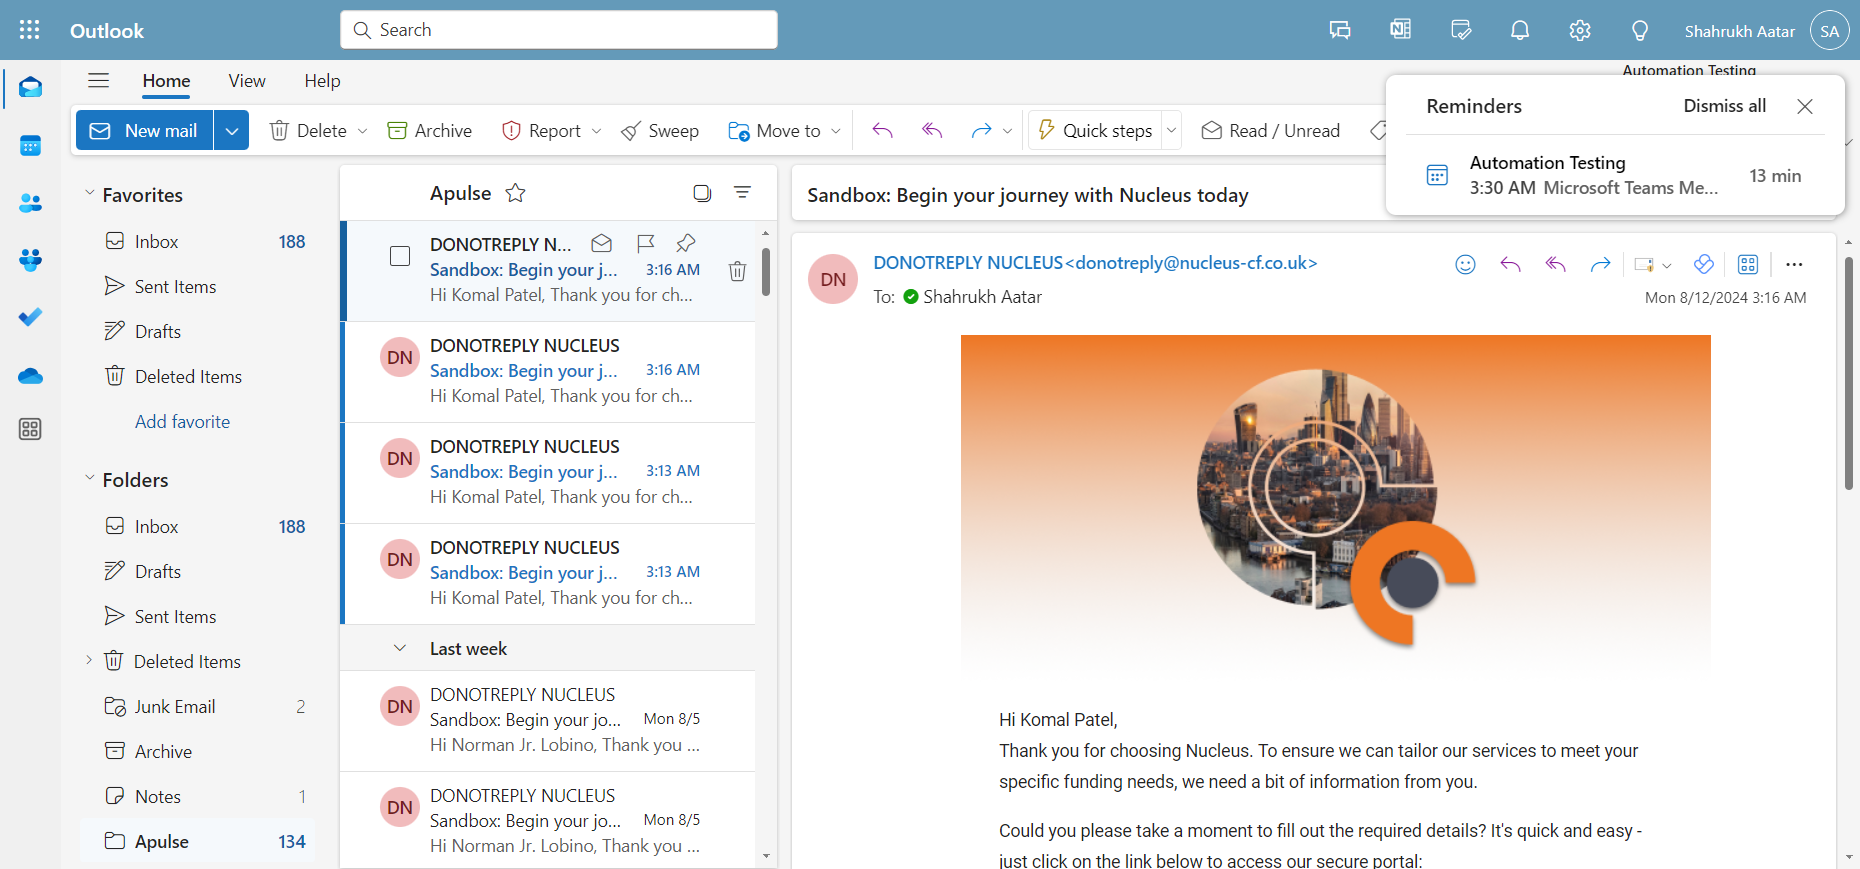 Outlook
Search
Shahrukh Aatar
SA
Home
View
Help
Automation Testing
New mail
Delete
Archive
Report
Sweep
Move to
Quick steps
Read / Unread
Reminders
Dismiss all
Automation Testing
3:30 AM Microsoft Teams Me...
13 min
Favorites
Inbox 188
Sent Items
Drafts
Deleted Items
Add favorite
Folders
Inbox 188
Drafts
Sent Items
Deleted Items
Junk Email 2
Archive
Notes 1
Apulse 134
Apulse
DONOTREPLY N...
Sandbox: Begin your j... 3:16 AM
Hi Komal Patel, Thank you for ch...
DN
DONOTREPLY NUCLEUS
Sandbox: Begin your j... 3:16 AM
Hi Komal Patel, Thank you for ch...
DN
DONOTREPLY NUCLEUS
Sandbox: Begin your j... 3:13 AM
Hi Komal Patel, Thank you for ch...
DN
DONOTREPLY NUCLEUS
Sandbox: Begin your j... 3:13 AM
Hi Komal Patel, Thank you for ch...
Last week
DN
DONOTREPLY NUCLEUS
Sandbox: Begin your jo... Mon 8/5
Hi Norman Jr. Lobino, Thank you ...
DN
DONOTREPLY NUCLEUS
Sandbox: Begin your jo... Mon 8/5
Hi Norman Jr. Lobino, Thank you ...
Sandbox: Begin your journey with Nucleus today
DN
DONOTREPLY NUCLEUS<donotreply@nucleus-cf.co.uk>
To: Shahrukh Aatar
Mon 8/12/2024 3:16 AM
Hi Komal Patel,
Thank you for choosing Nucleus. To ensure we can tailor our services to meet your
specific funding needs, we need a bit of information from you.
Could you please take a moment to fill out the required details? It's quick and easy -
just click on the link below to access our secure portal: